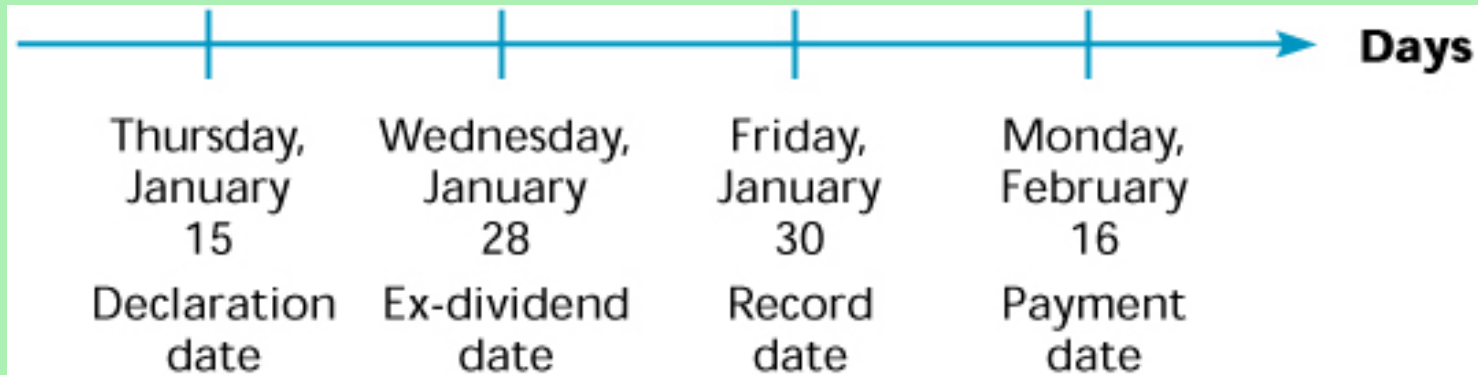 Days
Thursday,
January
15
Declaration
date
Wednesday,
January
28
Ex-dividend
date
Friday,
January
30
Record
date
Monday,
February
16
Payment
date